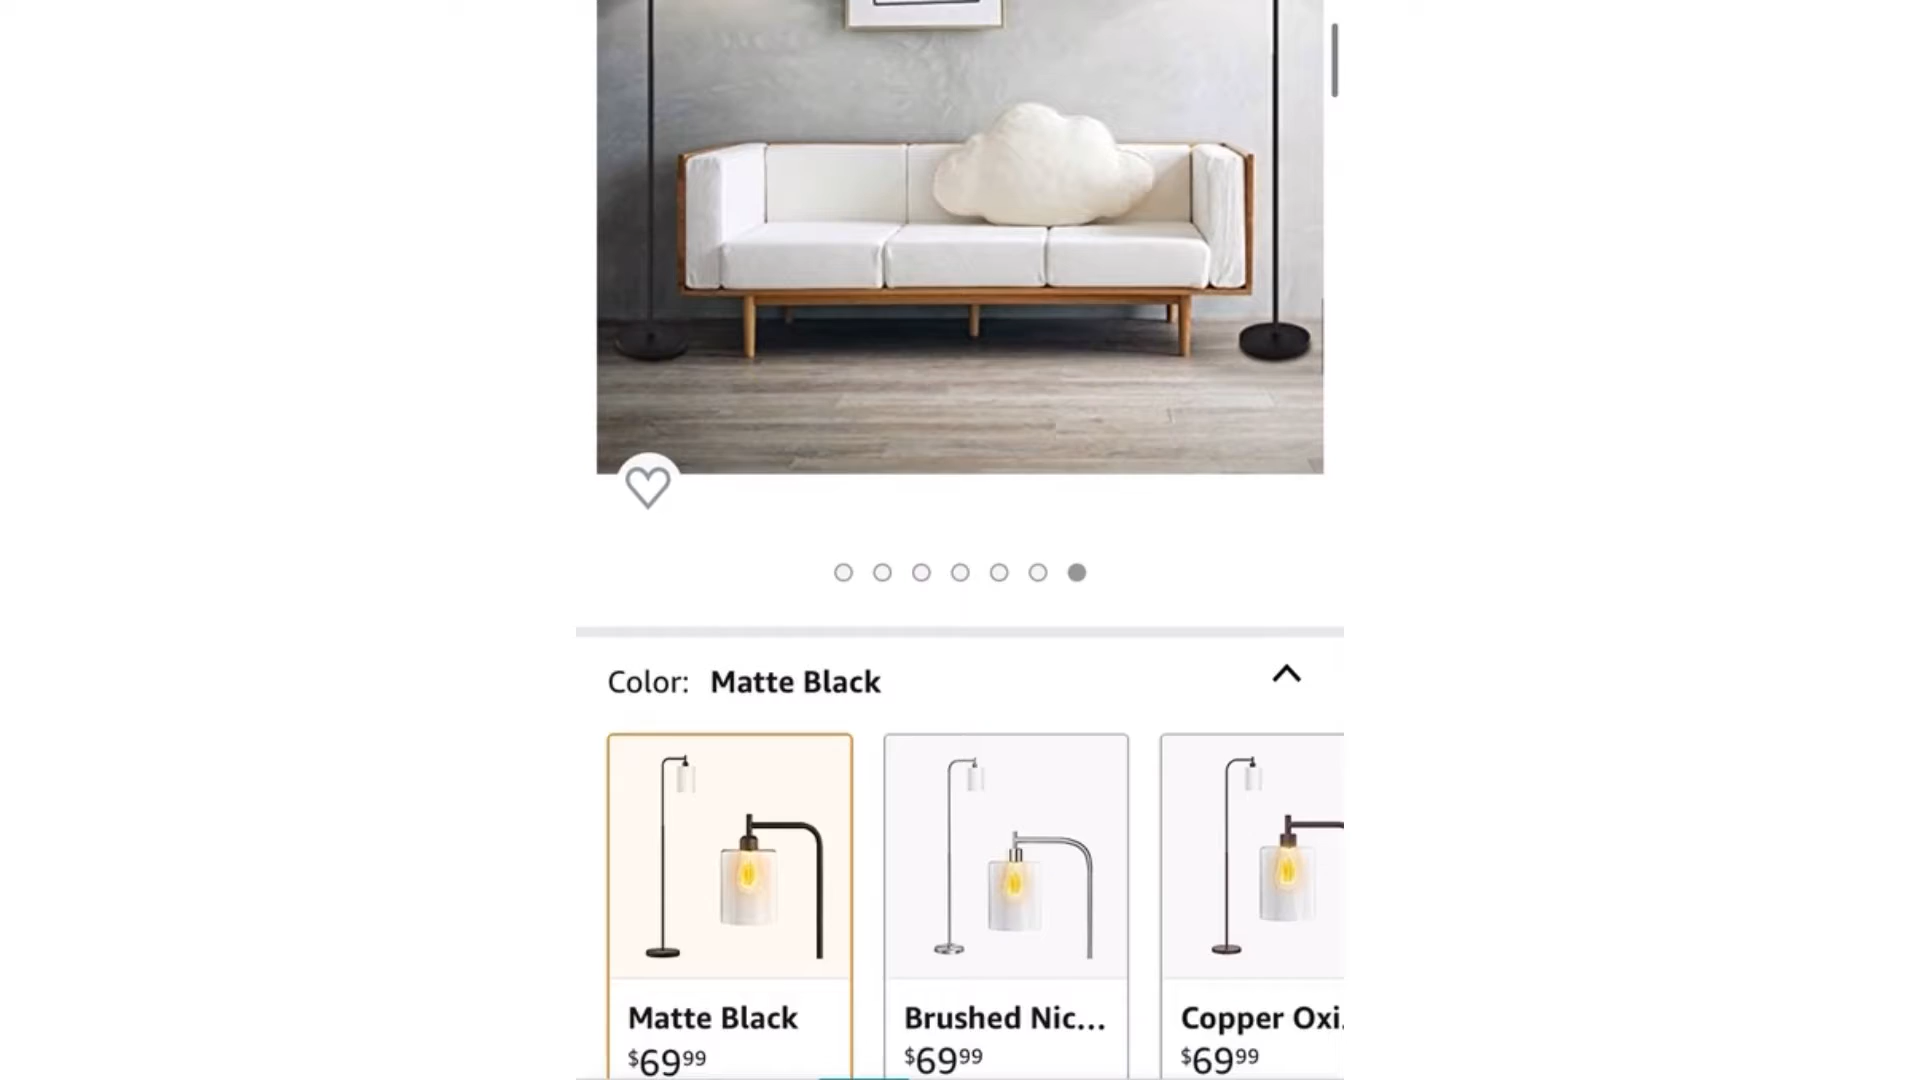 Color: Matte Black
Matte Black
$69.99
Brushed Nic...
$69.99
Copper Oxi.
$69.99